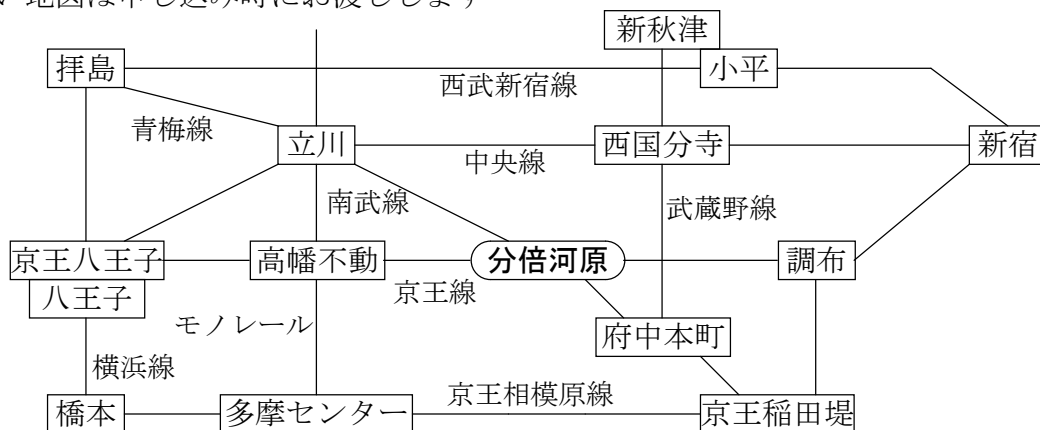 地図は申し込み時にお渡しします
新秋津
拝島
小平
西武新宿線
青梅線
立川
西国分寺
新宿
中央線
南武線
武蔵野線
京王八王子
高幡不動
分倍河原
調布
八王子
京王線
モノレール
府中本町
横浜線
京王相模原線
橋本
多摩センター
京王稲田堤